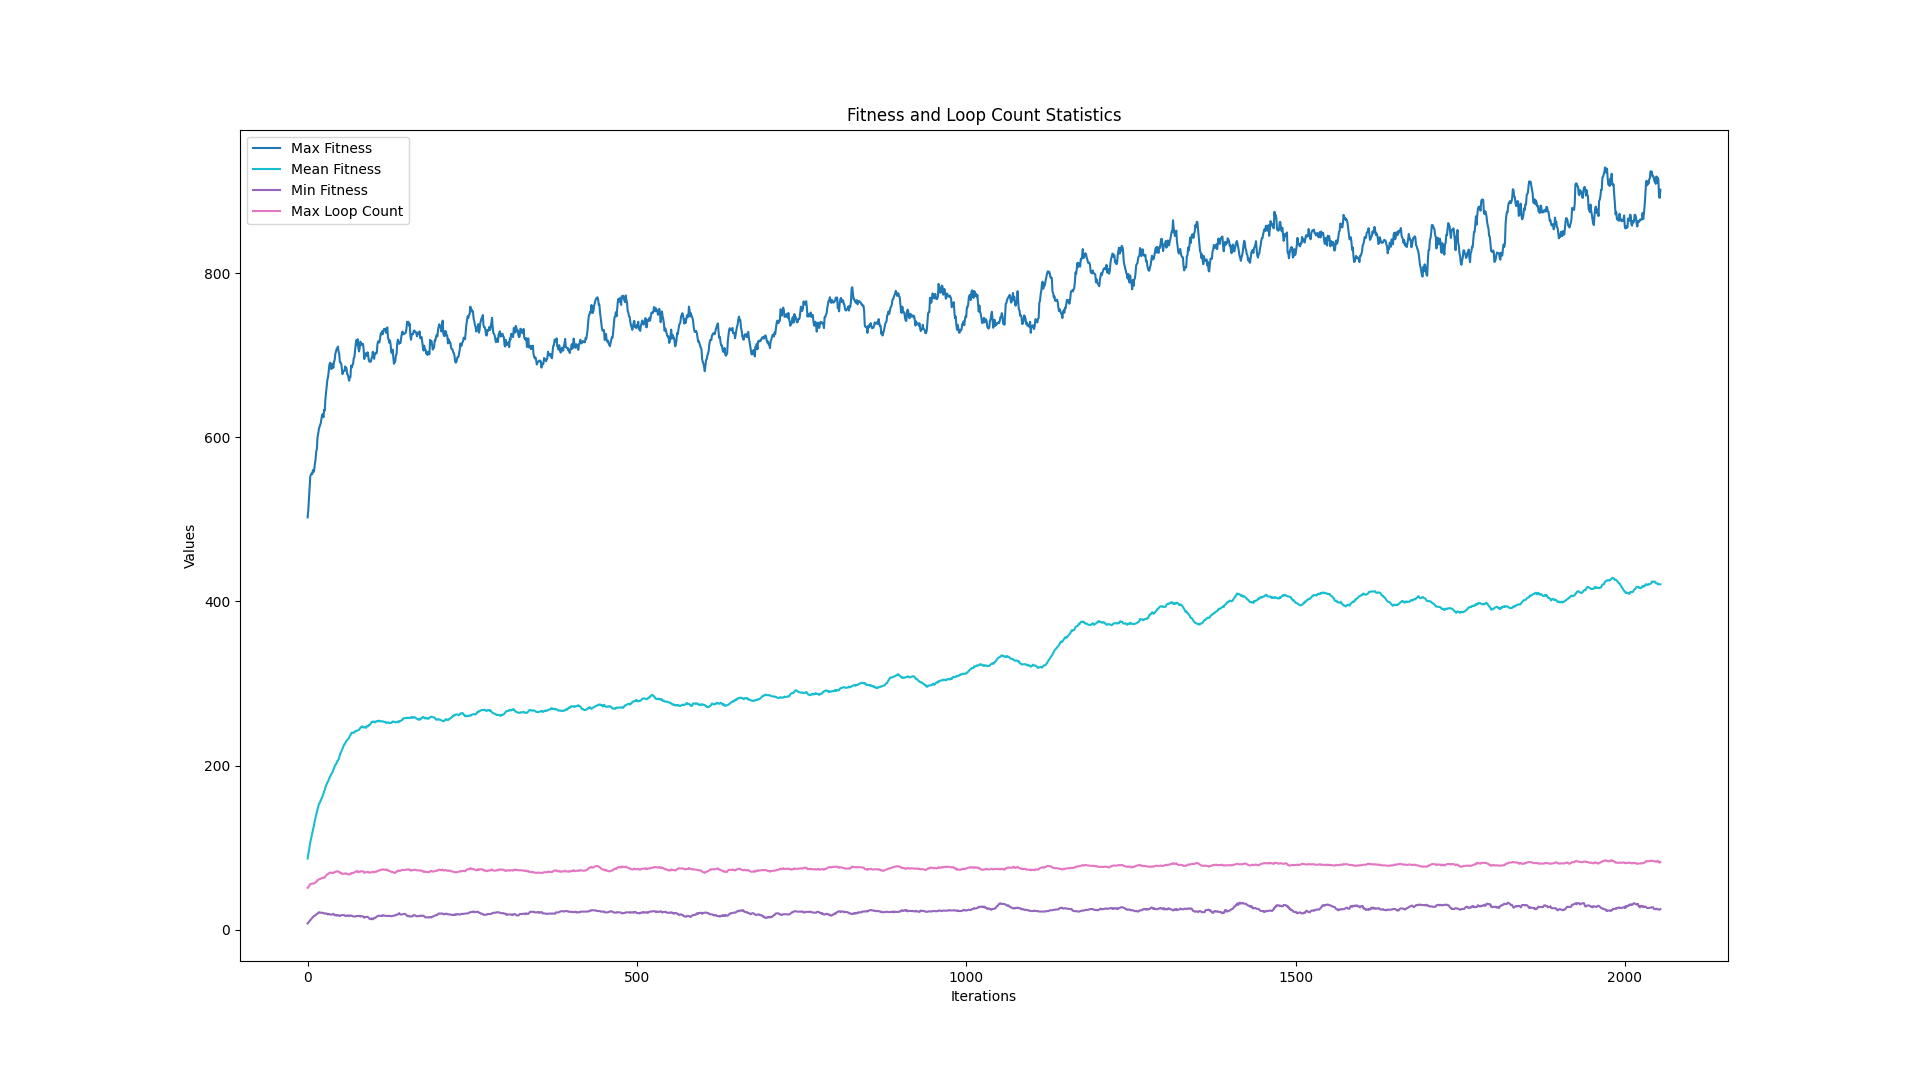 Fitness and Loop Count Statistics
Max Fitness
Mean Fitness
Min Fitness
Max Loop Count
800
600
400
200
0
Values
0 500 1000 1500 2000
Iterations